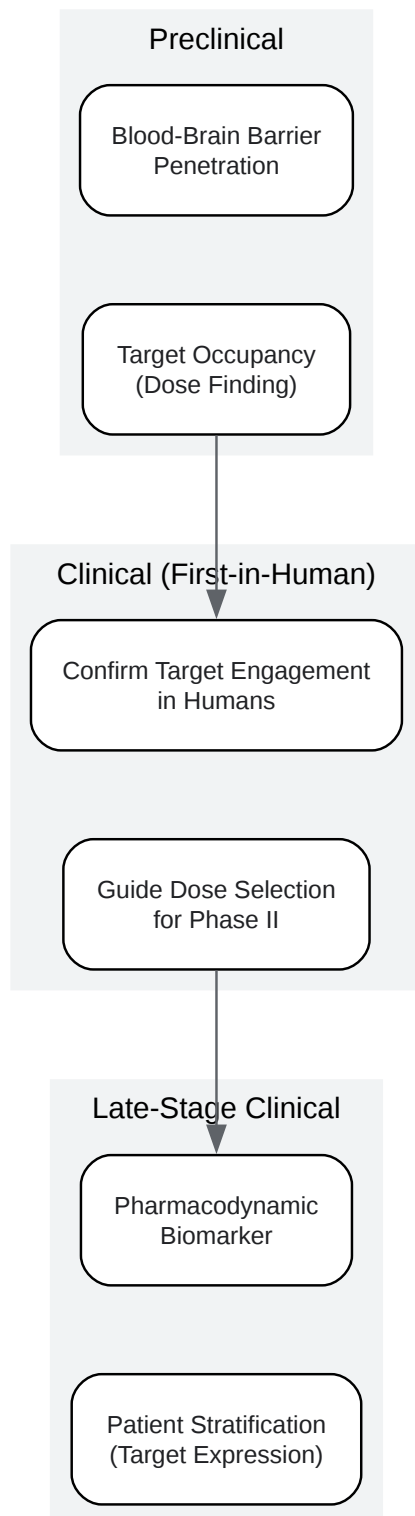 Preclinical
Blood-Brain Barrier
Penetration
Target Occupancy
(Dose Finding)
Clinical (First-in-Human)
Confirm Target Engagement
in Humans
Guide Dose Selection
for Phase II
Late-Stage Clinical
Pharmacodynamic
Biomarker
Patient Stratification
(Target Expression)